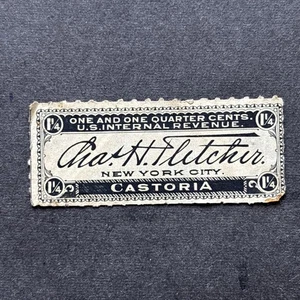 1¼ ONE AND ONE QUARTER CENTS. 1¼
U.S. INTERNAL REVENUE.
Chas. H. Fletcher.
NEW YORK CITY.
1¼ CASTORIA 1¼